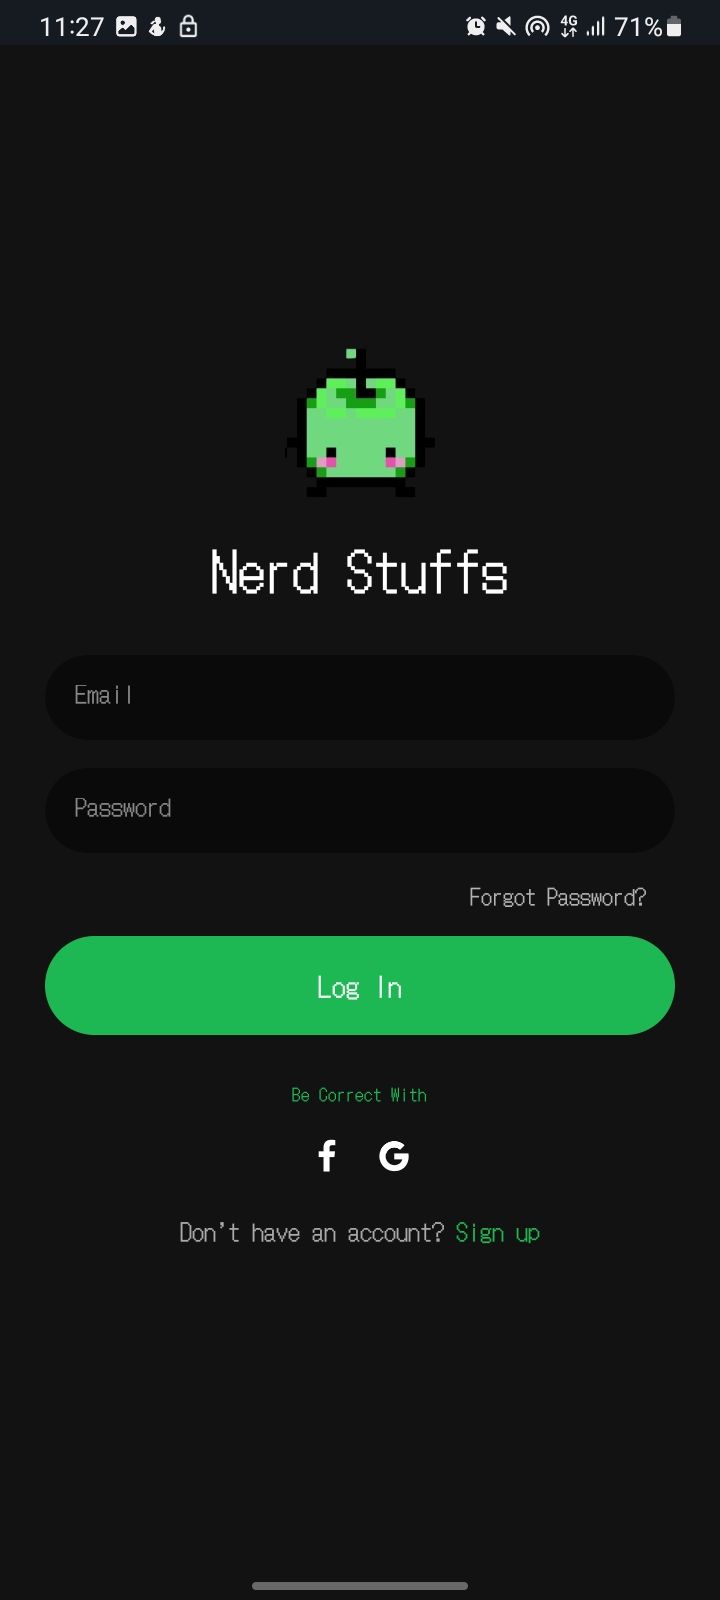 11:27 4G 71%
Nerd Stuffs
Email
Password
Forgot Password?
Log In
Be Correct With
f G
Don't have an account? Sign up